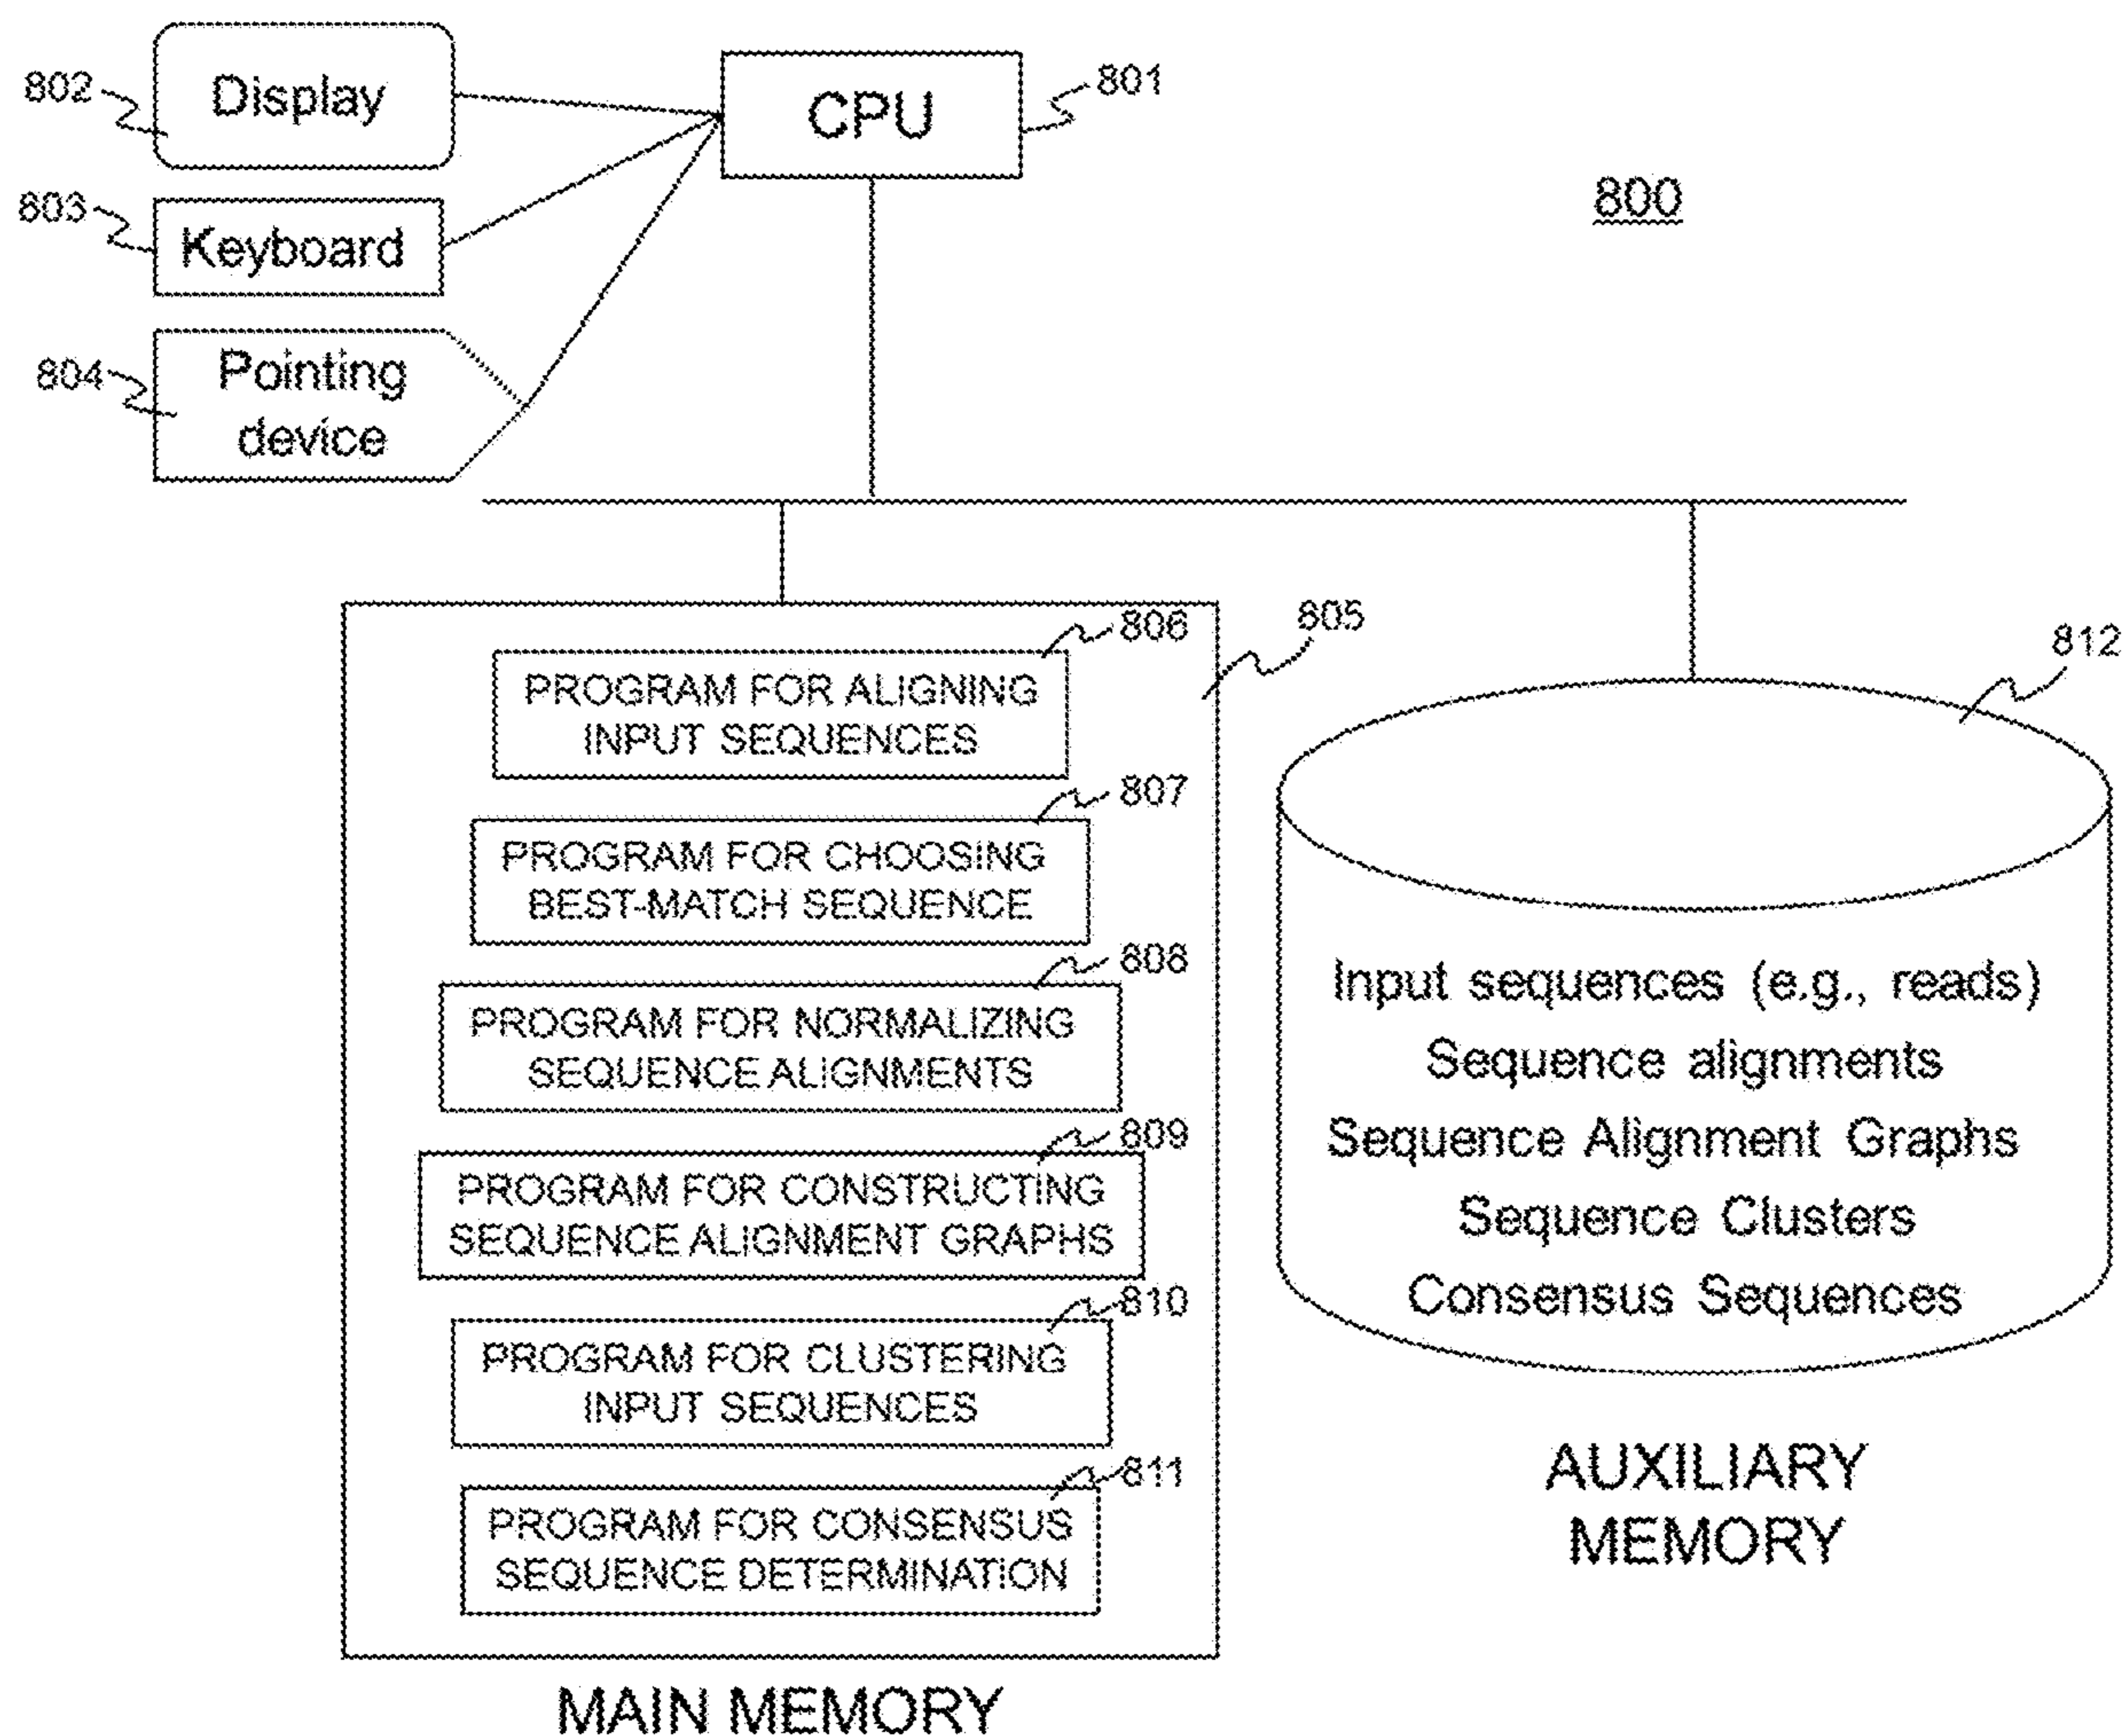 802
Display
CPU
801
800
803
Keyboard
804
Pointing
device
805
812
806
PROGRAM FOR ALIGNING
INPUT SEQUENCES
807
PROGRAM FOR CHOOSING
BEST-MATCH SEQUENCE
808
PROGRAM FOR NORMALIZING
SEQUENCE ALIGNMENTS
809
PROGRAM FOR CONSTRUCTING
SEQUENCE ALIGNMENT GRAPHS
810
PROGRAM FOR CLUSTERING
INPUT SEQUENCES
811
PROGRAM FOR CONSENSUS
SEQUENCE DETERMINATION
MAIN MEMORY
Input sequences (e.g., reads)
Sequence alignments
Sequence Alignment Graphs
Sequence Clusters
Consensus Sequences
AUXILIARY
MEMORY